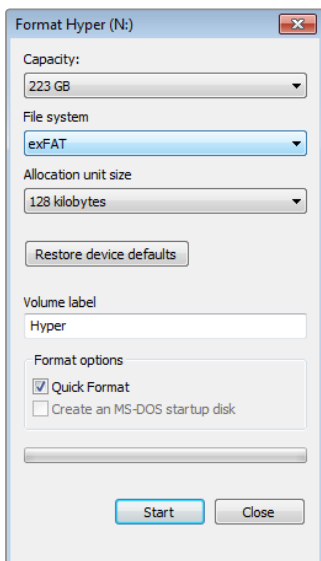 Format Hyper (N:)
Capacity:
223 GB
File system
exFAT
Allocation unit size
128 kilobytes
Restore device defaults
Volume label
Hyper
Format options
Quick Format
Create an MS-DOS startup disk
Start Close